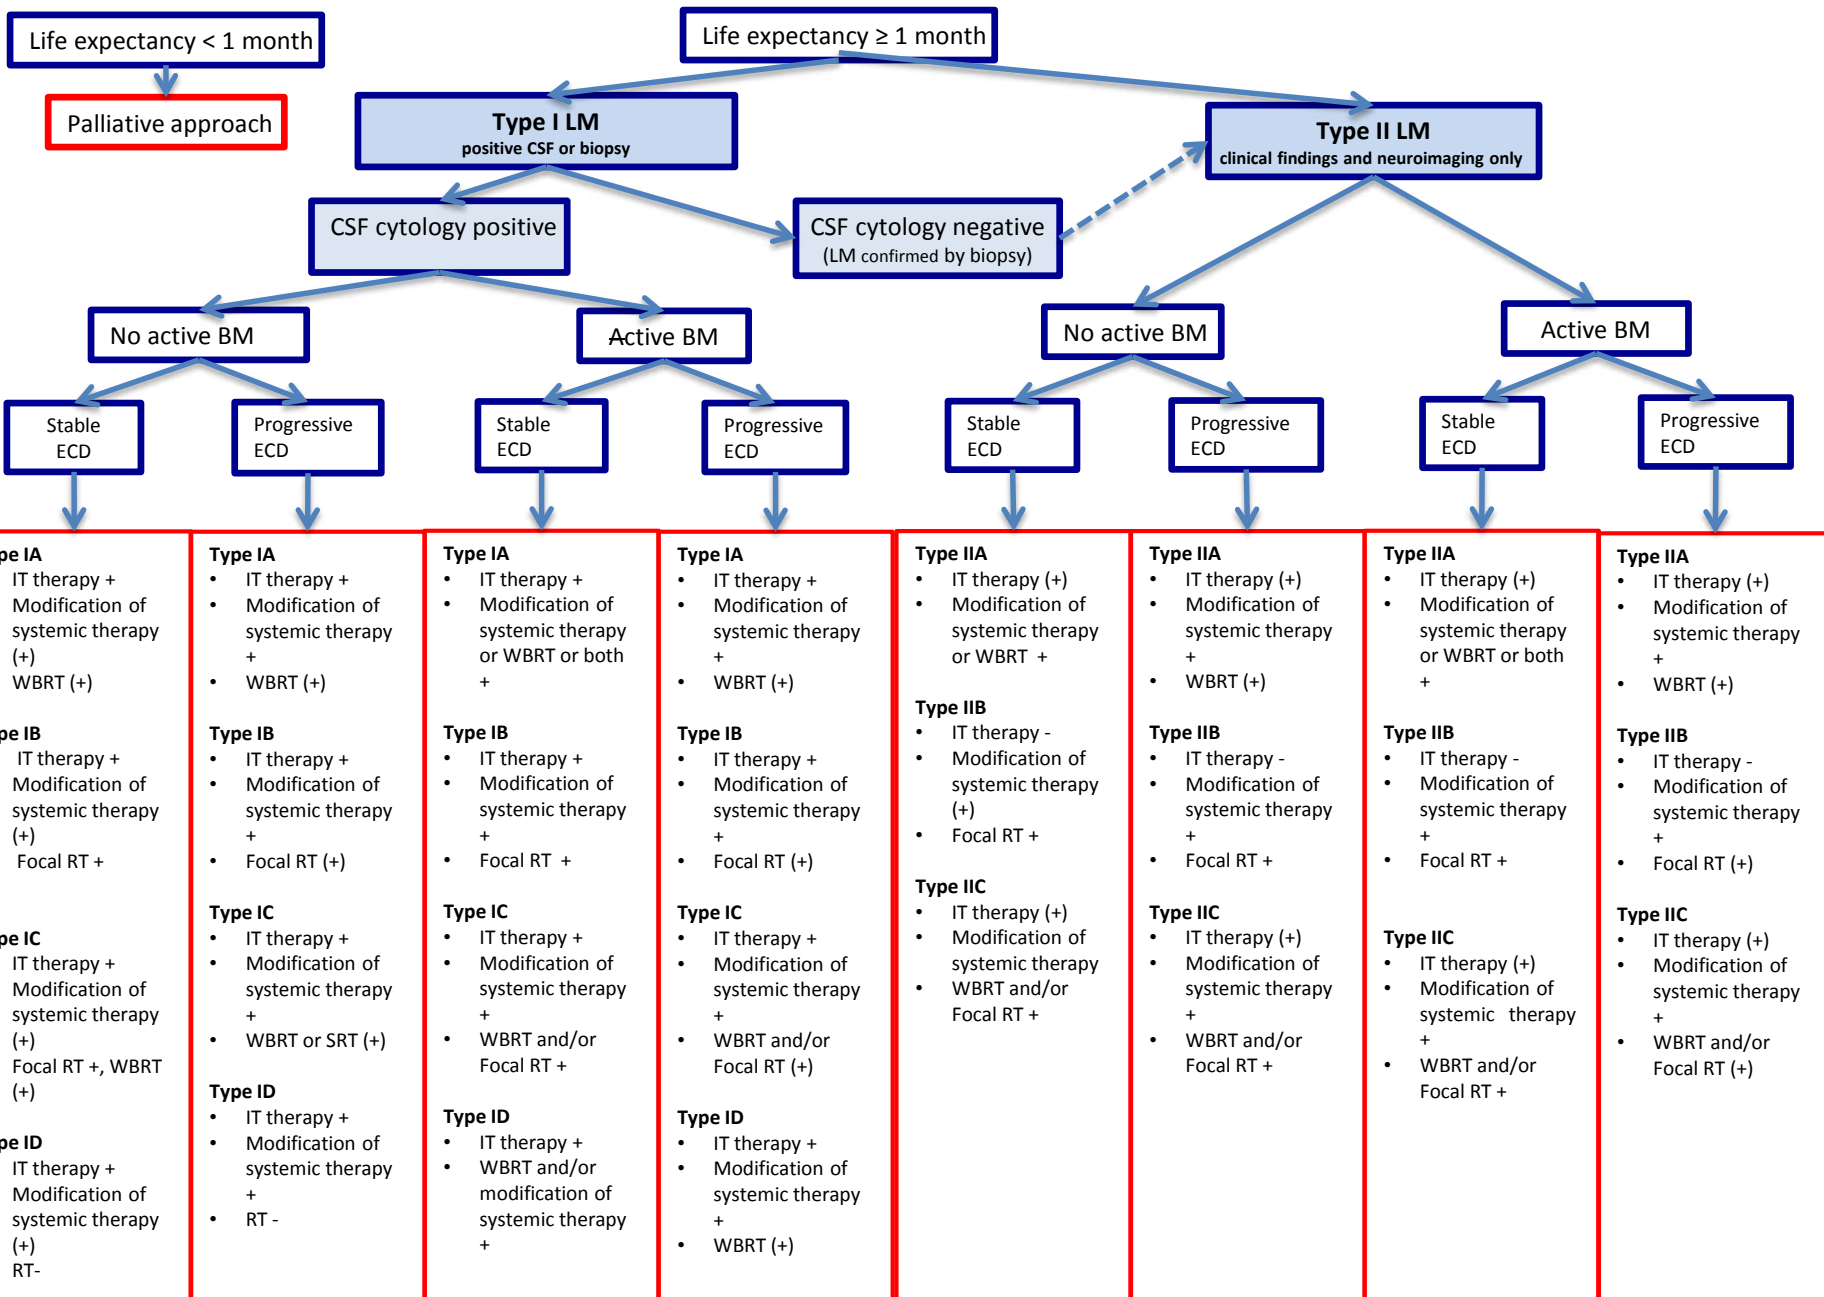 Life expectancy < 1 month
Palliative approach
Life expectancy ≥ 1 month
Type I LM
positive CSF or biopsy
Type II LM
clinical findings and neuroimaging only
CSF cytology positive
CSF cytology negative
(LM confirmed by biopsy)
No active BM
Active BM
No active BM
Active BM
Stable
ECD
Progressive
ECD
Stable
ECD
Progressive
ECD
Stable
ECD
Progressive
ECD
Stable
ECD
Progressive
ECD
pe IA
IT therapy +
Modification of
systemic therapy
(+)
WBRT (+)
pe IB
IT therapy +
Modification of
systemic therapy
(+)
Focal RT +
pe IC
IT therapy +
Modification of
systemic therapy
(+)
Focal RT +, WBRT
(+)
pe ID
IT therapy +
Modification of
systemic therapy
(+)
RT-
Type IA
• IT therapy +
• Modification of
systemic therapy
+
• WBRT (+)
Type IB
• IT therapy +
• Modification of
systemic therapy
+
• Focal RT (+)
Type IC
• IT therapy +
• Modification of
systemic therapy
+
• WBRT or SRT (+)
Type ID
• IT therapy +
• Modification of
systemic therapy
+
• RT -
Type IA
• IT therapy +
• Modification of
systemic therapy
or WBRT or both
+
Type IB
• IT therapy +
• Modification of
systemic therapy
+
• Focal RT +
Type IC
• IT therapy +
• Modification of
systemic therapy
+
• WBRT and/or
Focal RT +
Type ID
• IT therapy +
• WBRT and/or
modification of
systemic therapy
+
Type IA
• IT therapy +
• Modification of
systemic therapy
+
• WBRT (+)
Type IB
• IT therapy +
• Modification of
systemic therapy
+
• Focal RT (+)
Type IC
• IT therapy +
• Modification of
systemic therapy
+
• WBRT and/or
Focal RT (+)
Type ID
• IT therapy +
• Modification of
systemic therapy
+
• WBRT (+)
Type IIA
• IT therapy (+)
• Modification of
systemic therapy
or WBRT +
Type IIB
• IT therapy -
• Modification of
systemic therapy
(+)
• Focal RT +
Type IIC
• IT therapy (+)
• Modification of
systemic therapy
• WBRT and/or
Focal RT +
Type IIA
• IT therapy (+)
• Modification of
systemic therapy
+
• WBRT (+)
Type IIB
• IT therapy -
• Modification of
systemic therapy
+
• Focal RT +
Type IIC
• IT therapy (+)
• Modification of
systemic therapy
+
• WBRT and/or
Focal RT +
Type IIA
• IT therapy (+)
• Modification of
systemic therapy
or WBRT or both
+
Type IIB
• IT therapy -
• Modification of
systemic therapy
+
• Focal RT +
Type IIC
• IT therapy (+)
• Modification of
systemic therapy
+
• WBRT and/or
Focal RT +
Type IIA
• IT therapy (+)
• Modification of
systemic therapy
+
• WBRT (+)
Type IIB
• IT therapy -
• Modification of
systemic therapy
+
• Focal RT (+)
Type IIC
• IT therapy (+)
• Modification of
systemic therapy
+
• WBRT and/or
Focal RT (+)